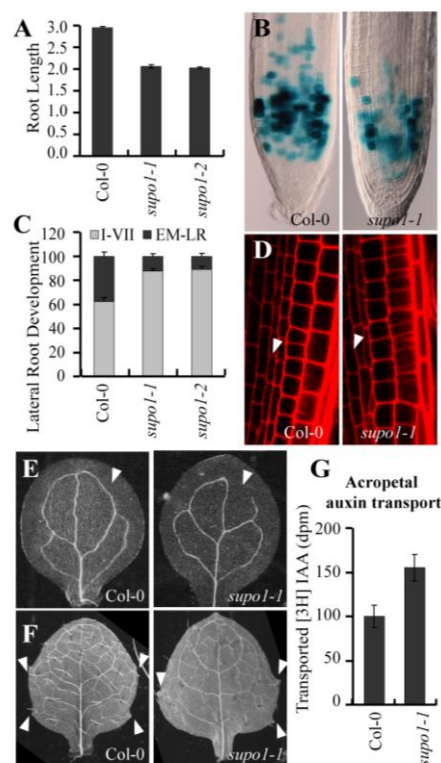 A
Root Length
3.0
2.0
2.0
1.5
1.0
0.5
0.0
Col-0
supo1-1
supo1-2
B
Col-0
supo1-1
C
I-VII
EM-LR
Lateral Root Development
120
100
80
60
40
20
0
Col-0
supo1-1
supo1-2
D
Col-0
supo1-1
E
Col-0
supo1-1
F
Col-0
supo1-1
G
Acropetal
auxin transport
Transported [3H] IAA (dpm)
200
150
100
50
0
Col-0
supo1-1